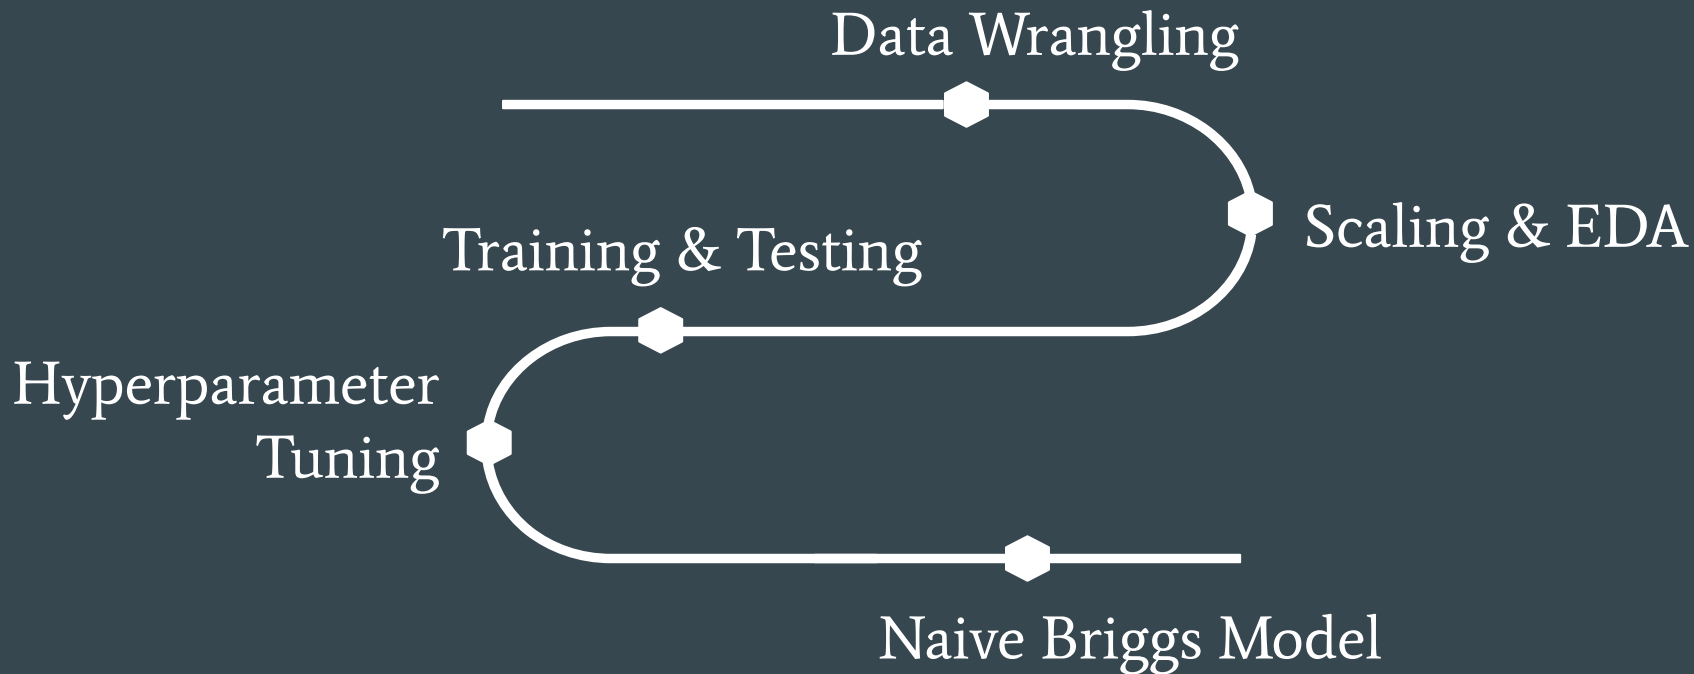 Data Wrangling
Scaling & EDA
Training & Testing
Hyperparameter
Tuning
Naive Briggs Model